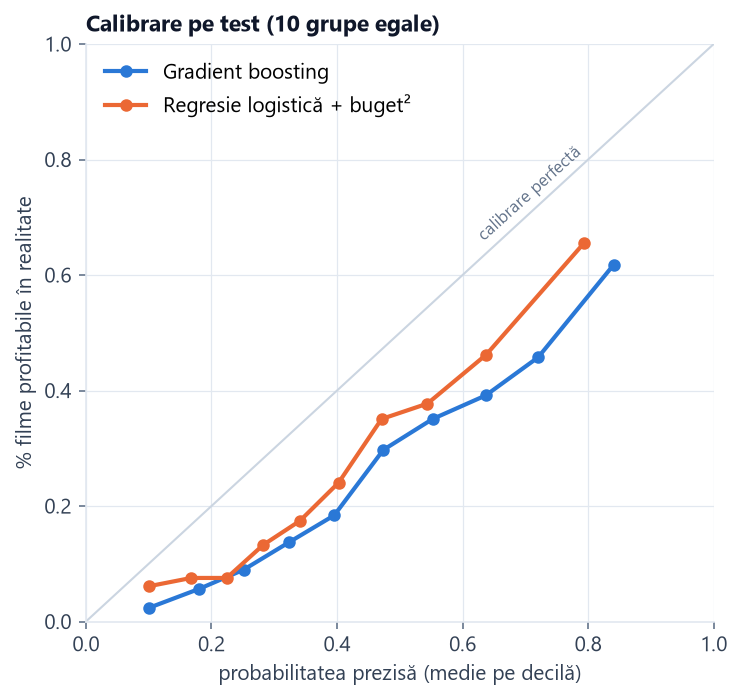 Calibrare pe test (10 grupe egale)
Gradient boosting
Regresie logistică + buget²
calibrare perfectă
% filme profitabile în realitate
1.0
0.8
0.6
0.4
0.2
0.0
0.0 0.2 0.4 0.6 0.8 1.0
probabilitatea prezisă (medie pe decilă)